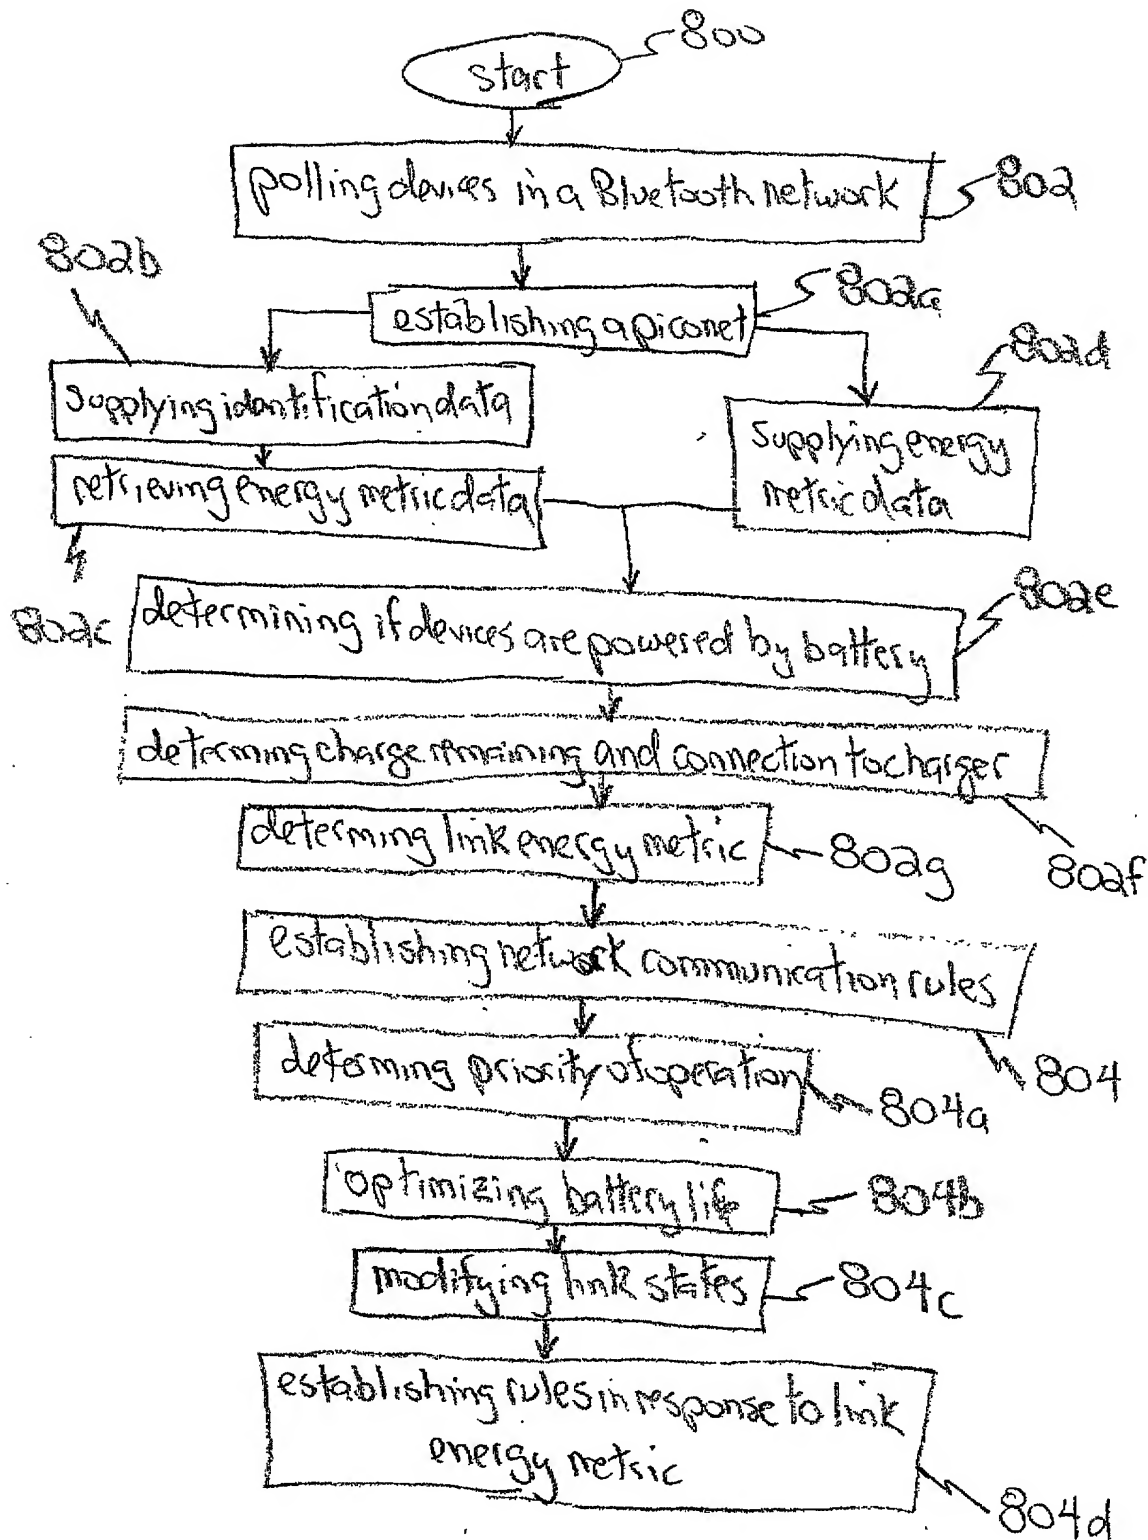 start
800
polling devices in a Bluetooth network
802
802b
establishing a piconet
802a
802d
supplying identification data
supplying energy
metric data
retrieving energy metric data
802c
determining if devices are powered by battery
802e
determing charge remaining and connection to charger
802f
determing link energy metric
802g
establishing network communication rules
804
determing priority of operation
804a
optimizing battery life
804b
modifying link states
804c
establishing rules in response to link
energy metric
804d